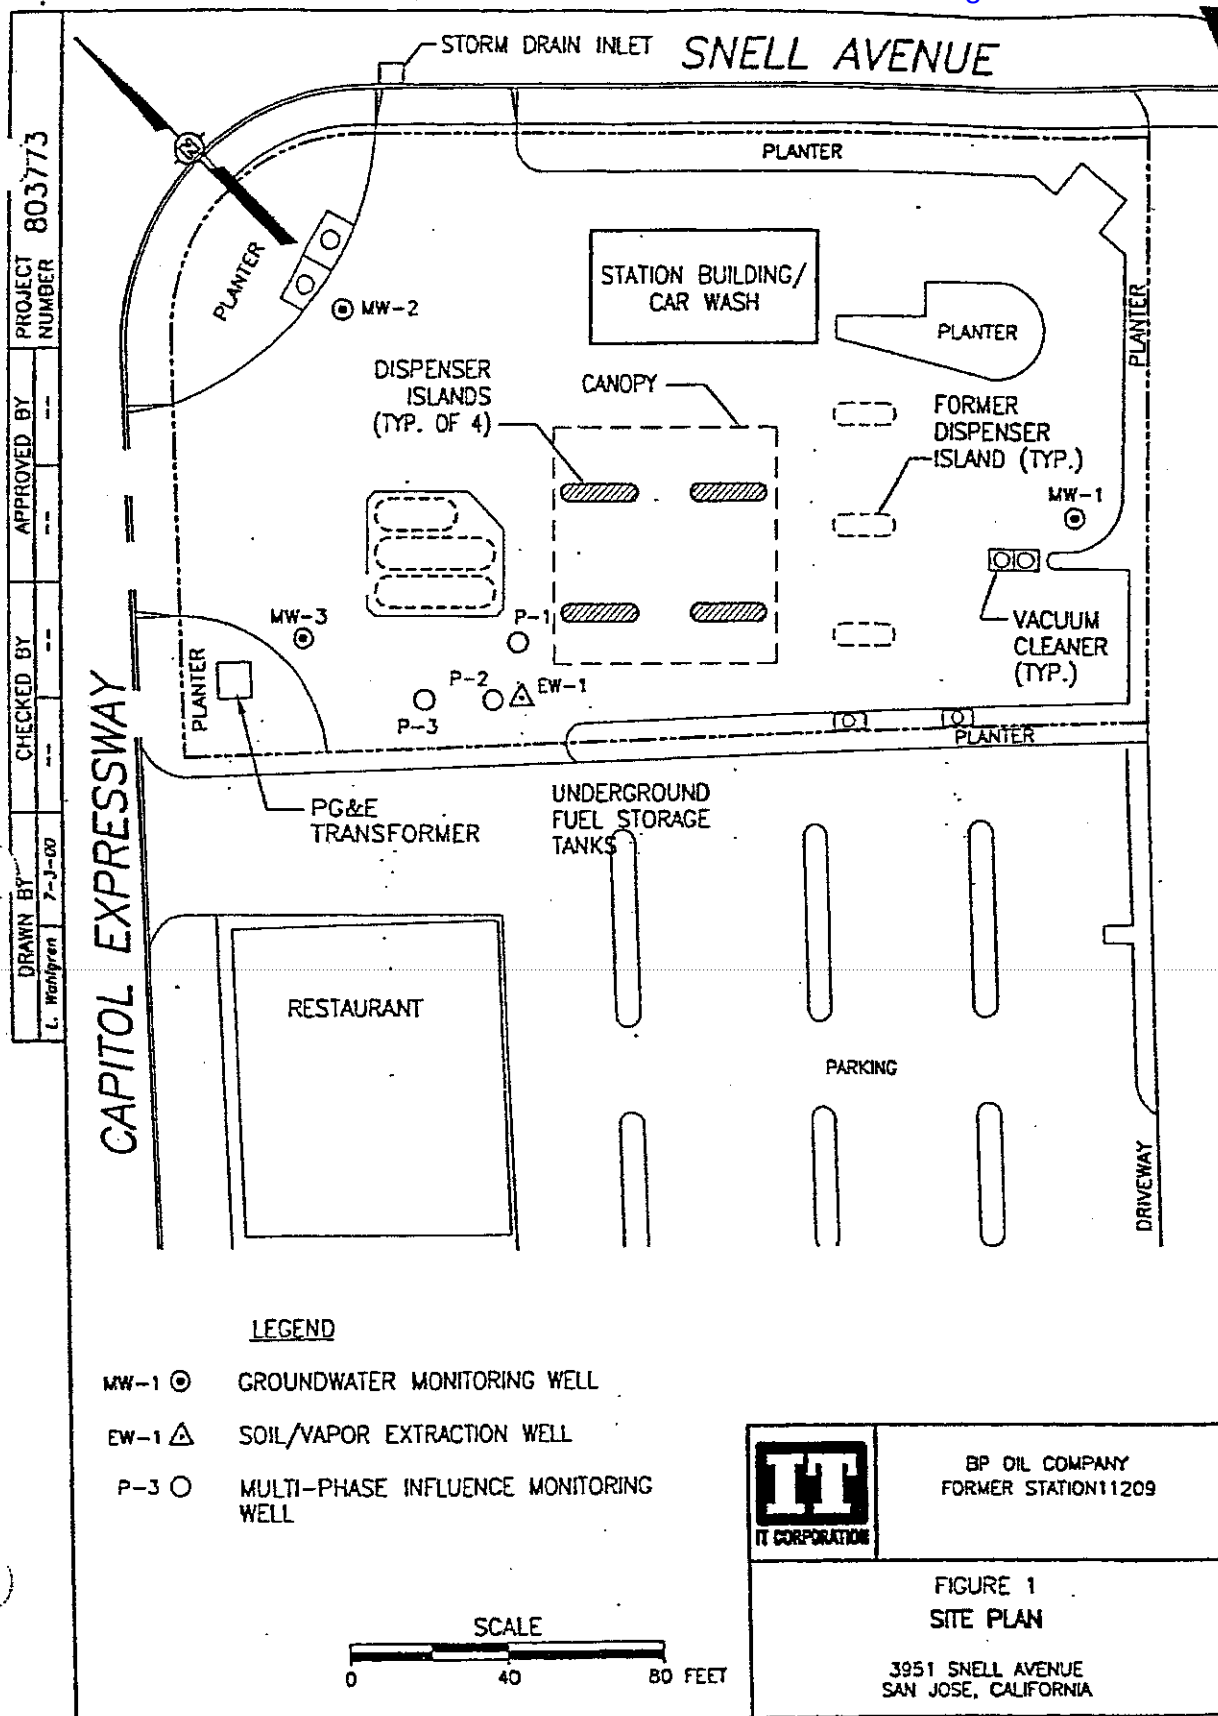 STORM DRAIN INLET
SNELL AVENUE
PROJECT NUMBER
803773
APPROVED BY
--
--
CHECKED BY
--
--
DRAWN BY
L. Wahlgren
7-3-00
PLANTER
PLANTER
MW-2
STATION BUILDING/
CAR WASH
PLANTER
PLANTER
DISPENSER
ISLANDS
(TYP. OF 4)
CANOPY
FORMER
DISPENSER
ISLAND (TYP.)
MW-1
MW-3
P-1
VACUUM
CLEANER
(TYP.)
PLANTER
P-2
EW-1
P-3
PLANTER
CAPITOL EXPRESSWAY
PG&E
TRANSFORMER
UNDERGROUND
FUEL STORAGE
TANKS
RESTAURANT
PARKING
DRIVEWAY
LEGEND
MW-1 GROUNDWATER MONITORING WELL
EW-1 SOIL/VAPOR EXTRACTION WELL
P-3 MULTI-PHASE INFLUENCE MONITORING
WELL
SCALE
0 40 80 FEET
IT
IT CORPORATION
BP OIL COMPANY
FORMER STATION11209
FIGURE 1
SITE PLAN
3951 SNELL AVENUE
SAN JOSE, CALIFORNIA